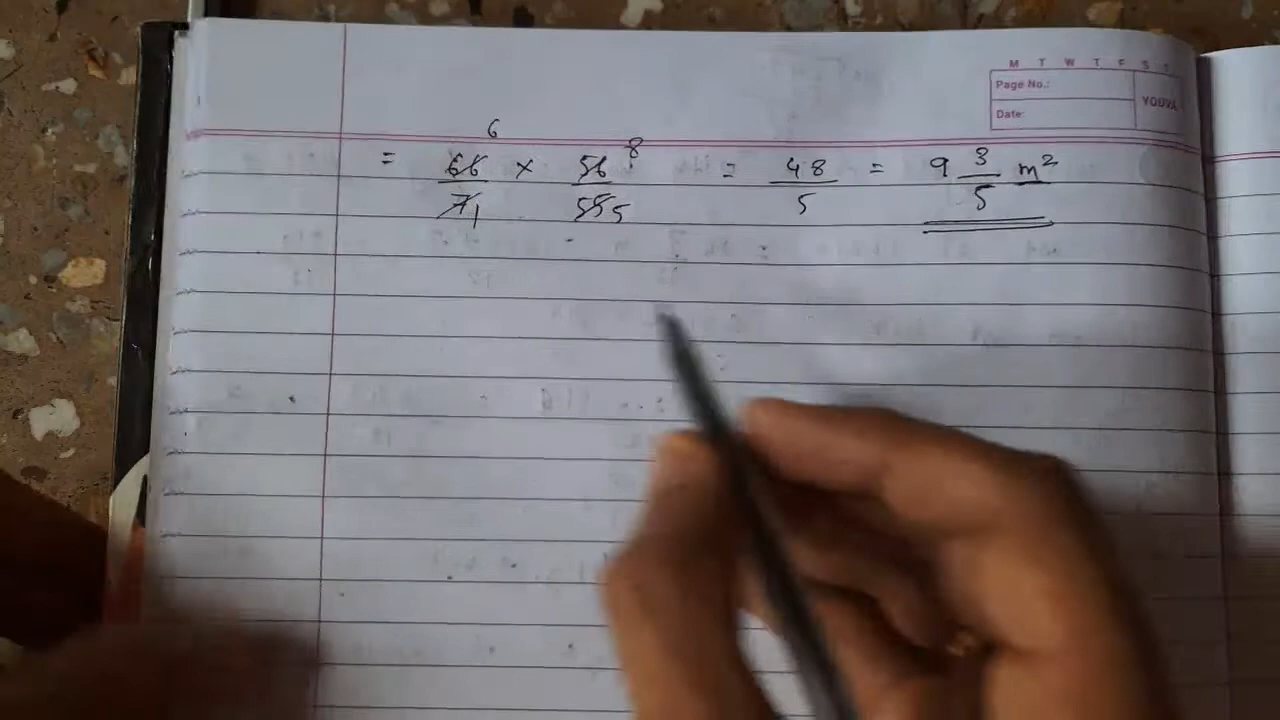 M T W T F S S
Page No.:
Date:
YOUVA
6 8
= 66/7 × 56/55 = 48/5 = 9 3/5 m²
1 5